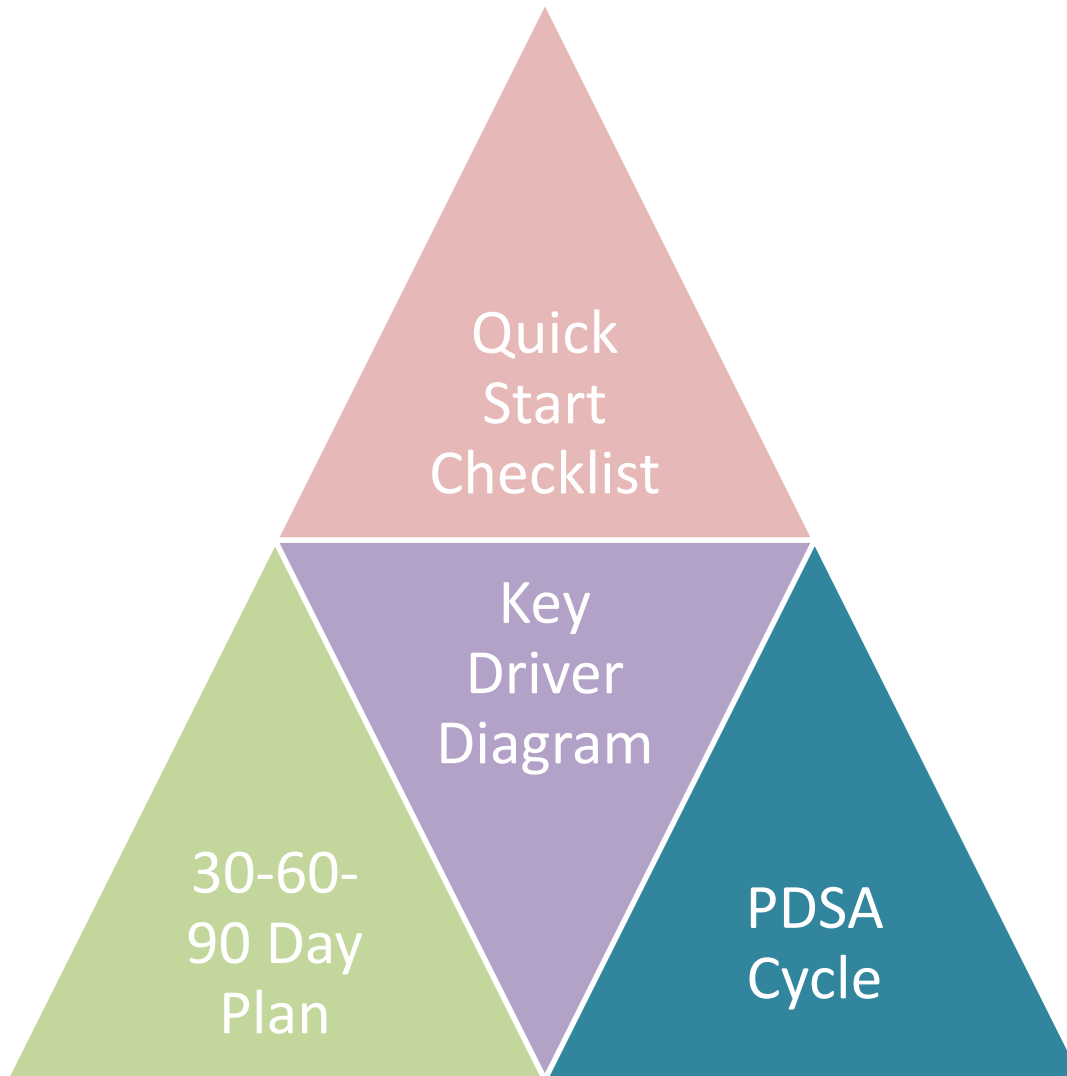 Quick
Start
Checklist
Key
Driver
Diagram
30-60-
90 Day
Plan
PDSA
Cycle